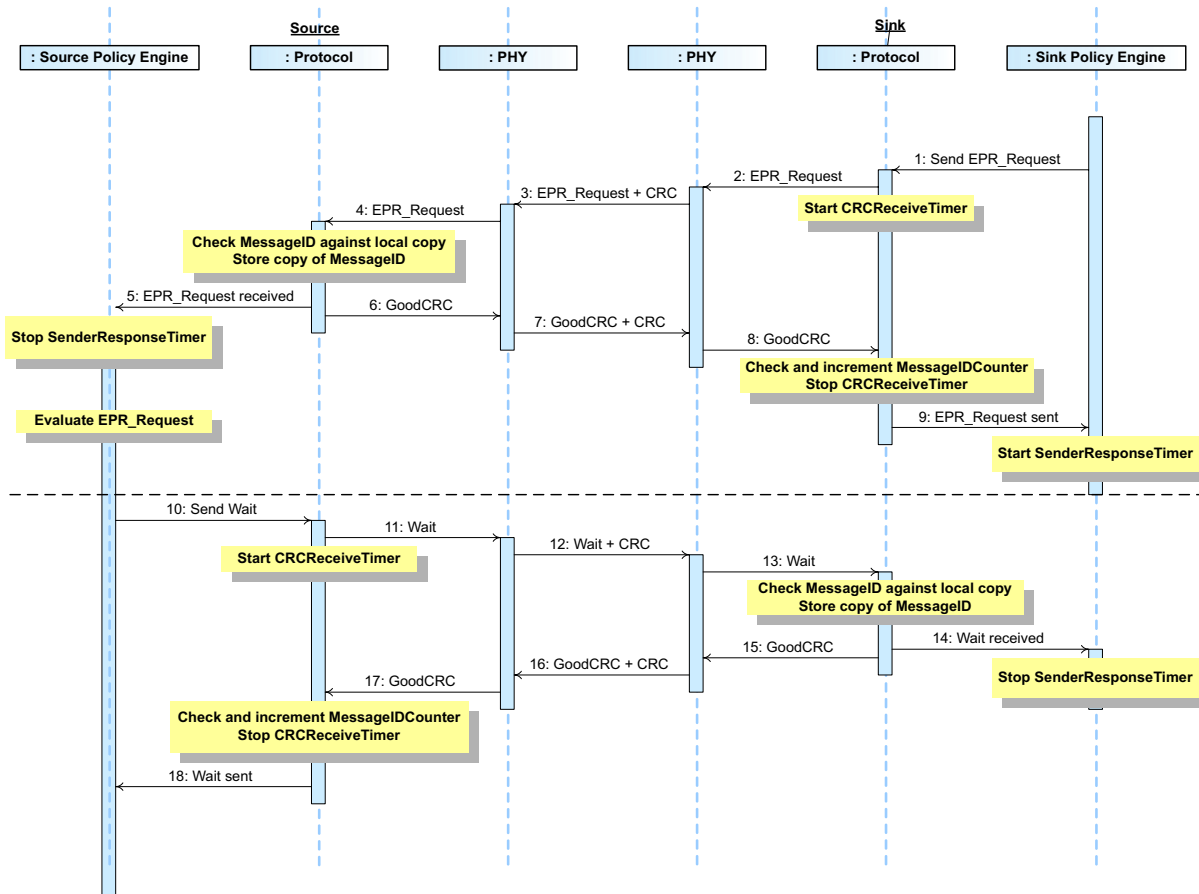 Source
Sink
: Source Policy Engine
: Protocol
: PHY
: PHY
: Protocol
: Sink Policy Engine
1: Send EPR_Request
2: EPR_Request
3: EPR_Request + CRC
Start CRCReceiveTimer
4: EPR_Request
Check MessageID against local copy
Store copy of MessageID
5: EPR_Request received
6: GoodCRC
7: GoodCRC + CRC
Stop SenderResponseTimer
8: GoodCRC
Check and increment MessageIDCounter
Stop CRCReceiveTimer
9: EPR_Request sent
Evaluate EPR_Request
Start SenderResponseTimer
10: Send Wait
11: Wait
12: Wait + CRC
Start CRCReceiveTimer
13: Wait
Check MessageID against local copy
Store copy of MessageID
14: Wait received
15: GoodCRC
16: GoodCRC + CRC
Stop SenderResponseTimer
17: GoodCRC
Check and increment MessageIDCounter
Stop CRCReceiveTimer
18: Wait sent